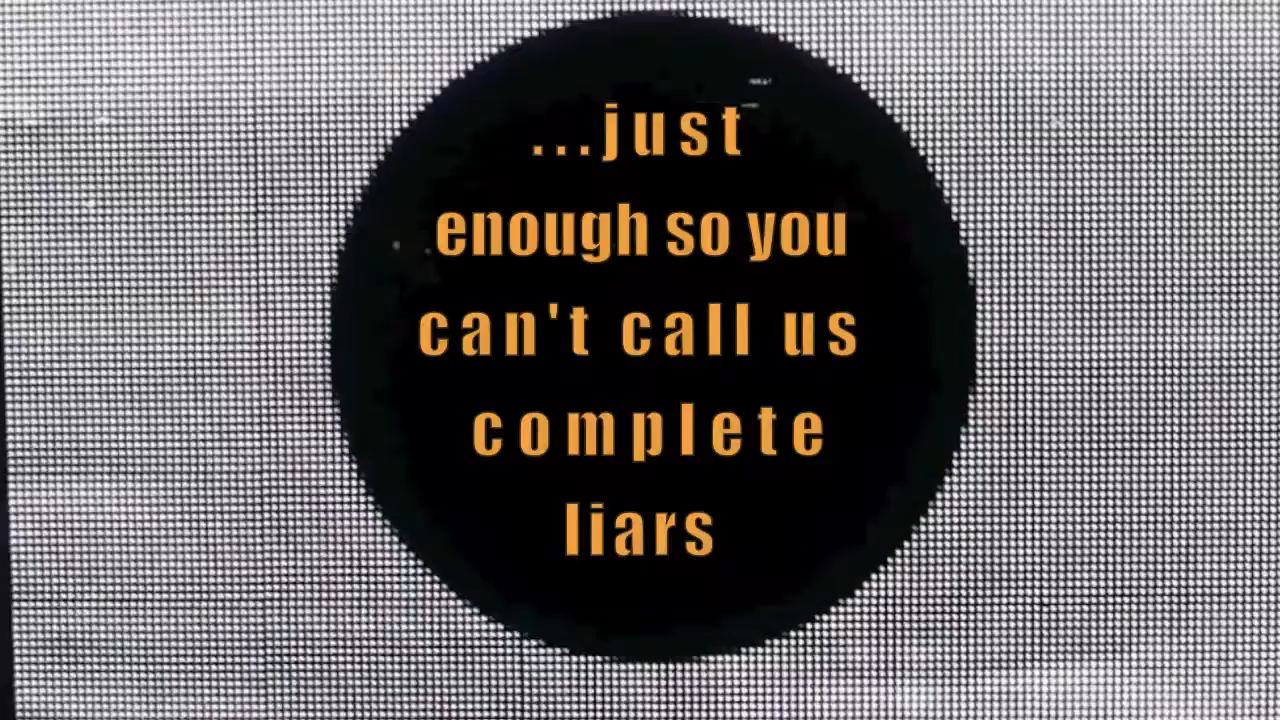 ...just
enough so you
can't call us
complete
liars